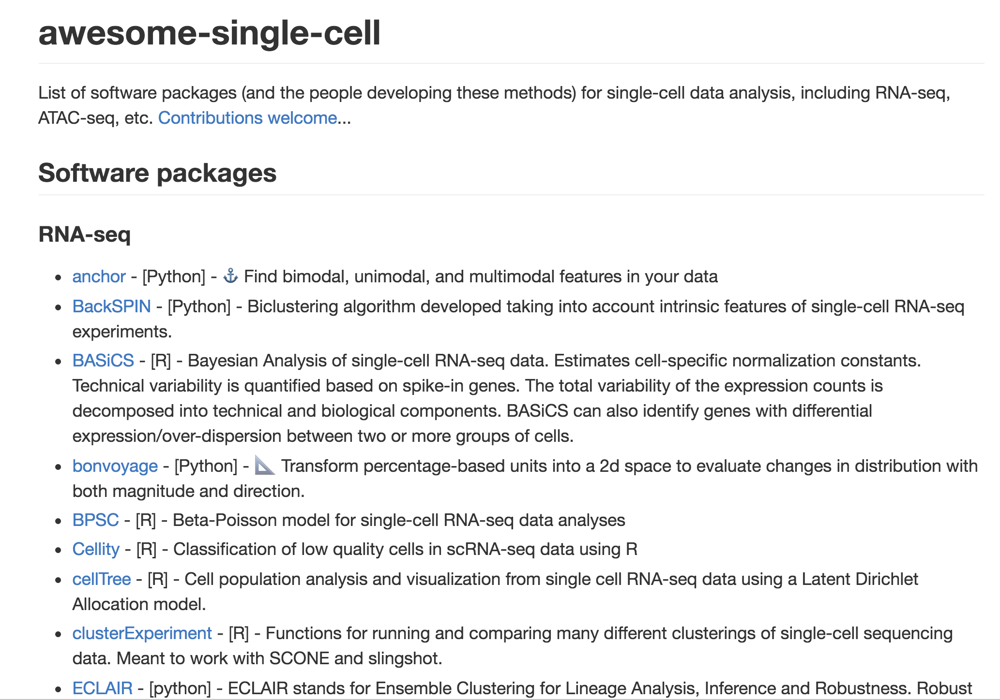 awesome-single-cell
List of software packages (and the people developing these methods) for single-cell data analysis, including RNA-seq,
ATAC-seq, etc. Contributions welcome...
Software packages
RNA-seq
• anchor - [Python] - ⚓ Find bimodal, unimodal, and multimodal features in your data
• BackSPIN - [Python] - Biclustering algorithm developed taking into account intrinsic features of single-cell RNA-seq
experiments.
• BASiCS - [R] - Bayesian Analysis of single-cell RNA-seq data. Estimates cell-specific normalization constants.
Technical variability is quantified based on spike-in genes. The total variability of the expression counts is
decomposed into technical and biological components. BASiCS can also identify genes with differential
expression/over-dispersion between two or more groups of cells.
• bonvoyage - [Python] - 📐 Transform percentage-based units into a 2d space to evaluate changes in distribution with
both magnitude and direction.
• BPSC - [R] - Beta-Poisson model for single-cell RNA-seq data analyses
• Cellity - [R] - Classification of low quality cells in scRNA-seq data using R
• cellTree - [R] - Cell population analysis and visualization from single cell RNA-seq data using a Latent Dirichlet
Allocation model.
• clusterExperiment - [R] - Functions for running and comparing many different clusterings of single-cell sequencing
data. Meant to work with SCONE and slingshot.
• ECLAIR - [python] - ECLAIR stands for Ensemble Clustering for Lineage Analysis, Inference and Robustness. Robust